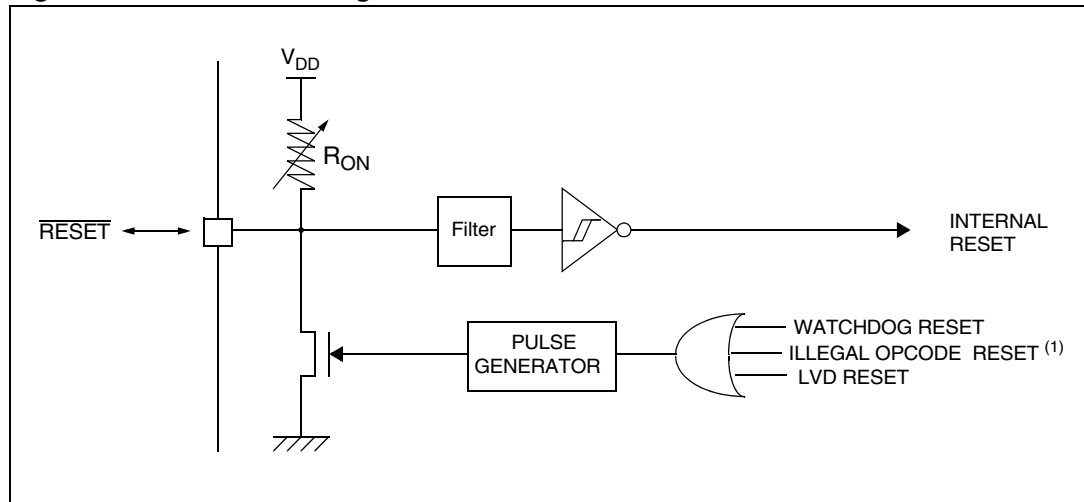 VDD
RON
RESET
Filter
INTERNAL
RESET
PULSE
GENERATOR
WATCHDOG RESET
ILLEGAL OPCODE RESET (1)
LVD RESET